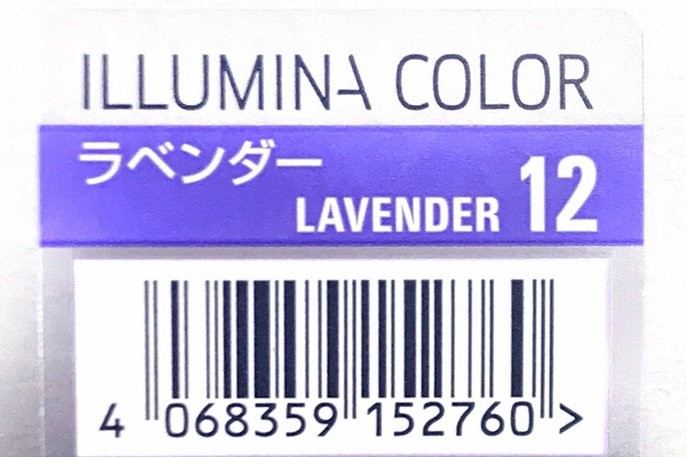 ILLUMINA COLOR
ラベンダー
LAVENDER 12
4 068359 152760 >